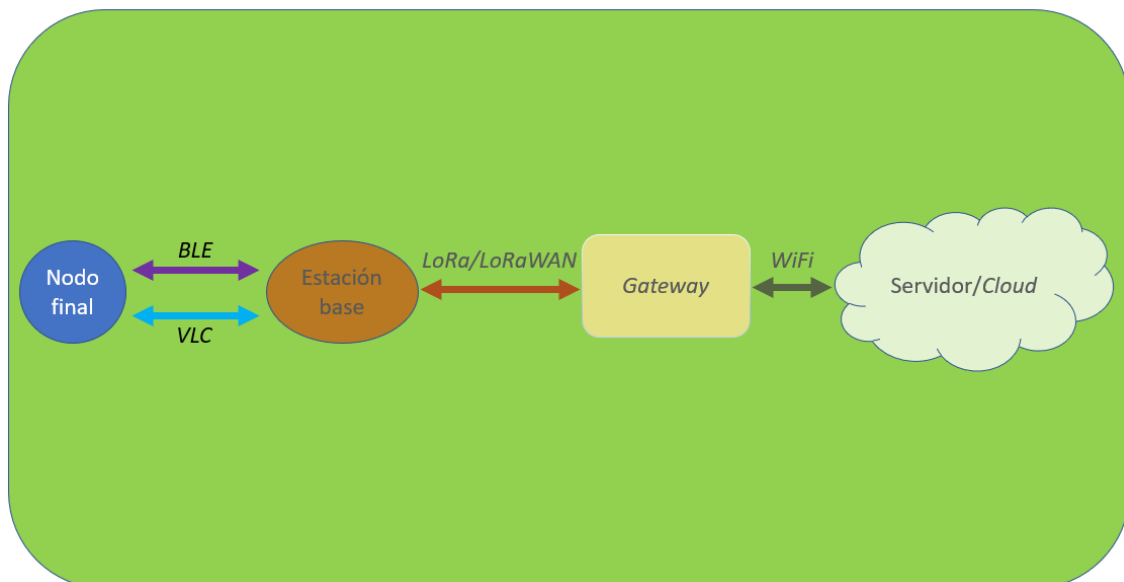 Nodo
final
BLE
VLC
Estación
base
LoRa/LoRaWAN
Gateway
WiFi
Servidor/Cloud